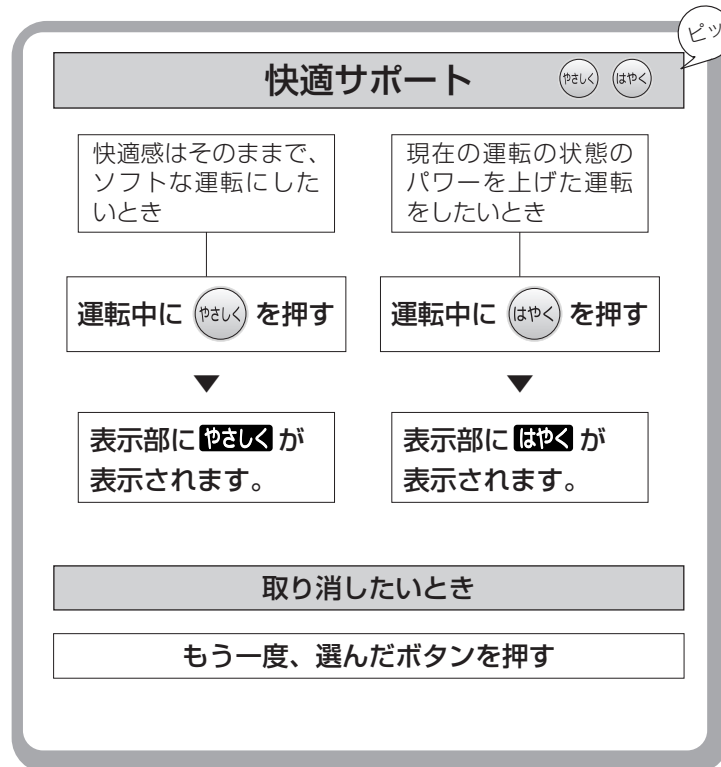 ピッ
快適サポート やさしく はやく
快適感はそのままで、
ソフトな運転にした
いとき
現在の運転の状態の
パワーを上げた運転
をしたいとき
運転中に やさしく を押す
運転中に はやく を押す
表示部に やさしく が
表示されます。
表示部に はやく が
表示されます。
取り消したいとき
もう一度、選んだボタンを押す